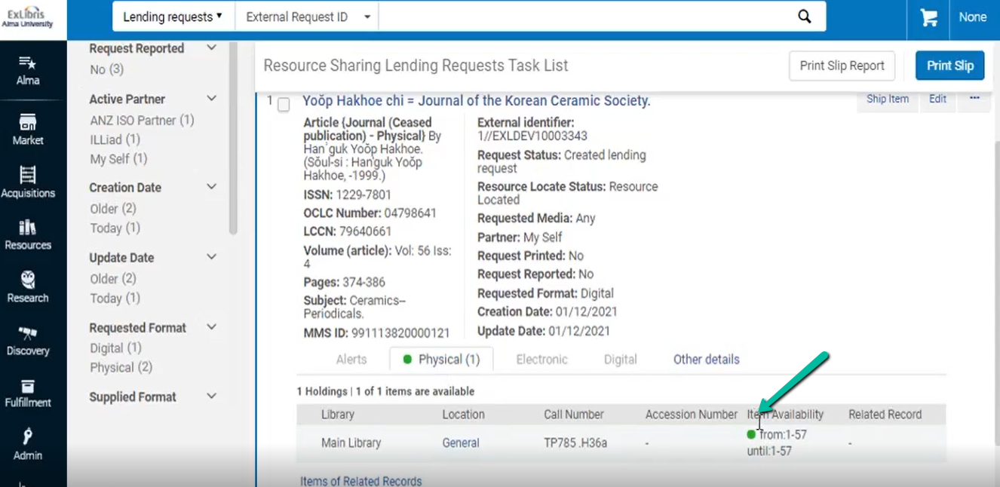 ExLibris
Alma University
Lending requests
External Request ID
None
Alma
Market
Acquisitions
Resources
Research
Discovery
Fulfillment
Admin
Request Reported
No (3)
Active Partner
ANZ ISO Partner (1)
ILLiad (1)
My Self (1)
Creation Date
Older (2)
Today (1)
Update Date
Older (2)
Today (1)
Requested Format
Digital (1)
Physical (2)
Supplied Format
Resource Sharing Lending Requests Task List
Print Slip Report
Print Slip
1
Yoŏp Hakhoe chi = Journal of the Korean Ceramic Society.
Ship Item
Edit
Article {Journal (Ceased
publication) - Physical} By
Hanʾguk Yoŏp Hakhoe.
(Sŏul-si : Han'guk Yoŏp
Hakhoe, -1999.)
ISSN: 1229-7801
OCLC Number: 04798641
LCCN: 79640661
Volume (article): Vol: 56 Iss:
4
Pages: 374-386
Subject: Ceramics--
Periodicals.
MMS ID: 991113820000121
External identifier:
1//EXLDEV10003343
Request Status: Created lending
request
Resource Locate Status: Resource
Located
Requested Media: Any
Partner: My Self
Request Printed: No
Request Reported: No
Requested Format: Digital
Creation Date: 01/12/2021
Update Date: 01/12/2021
Alerts
Physical (1)
Electronic
Digital
Other details
1 Holdings | 1 of 1 items are available
Library
Location
Call Number
Accession Number
Item Availability
Related Record
Main Library
General
TP785 .H36a
-
from:1-57
until:1-57
-
Items of Related Records